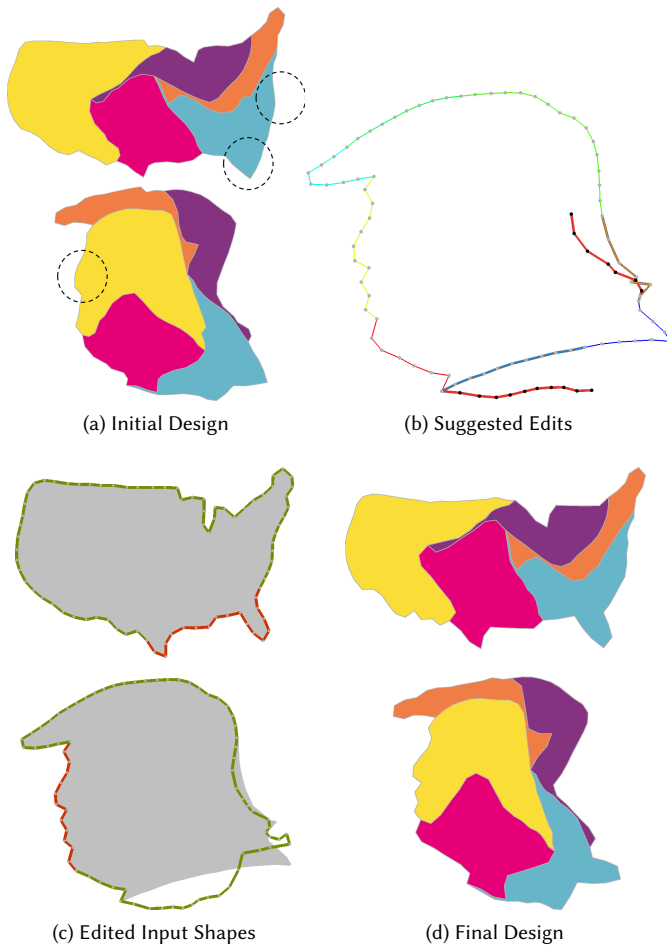 (a) Initial Design
(b) Suggested Edits
(c) Edited Input Shapes
(d) Final Design